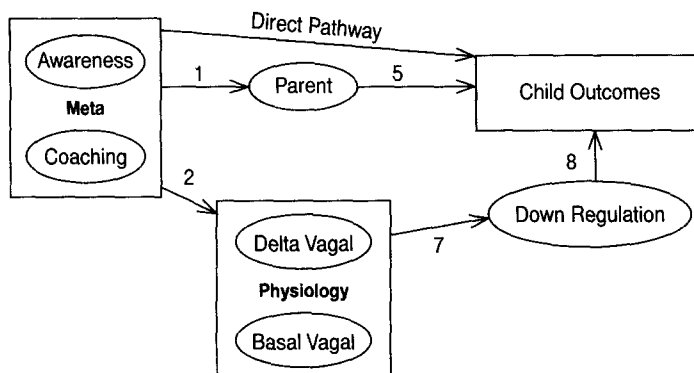 Direct Pathway
Awareness
1
Parent
5
Child Outcomes
Meta
Coaching
2
8
Down Regulation
Delta Vagal
7
Physiology
Basal Vagal